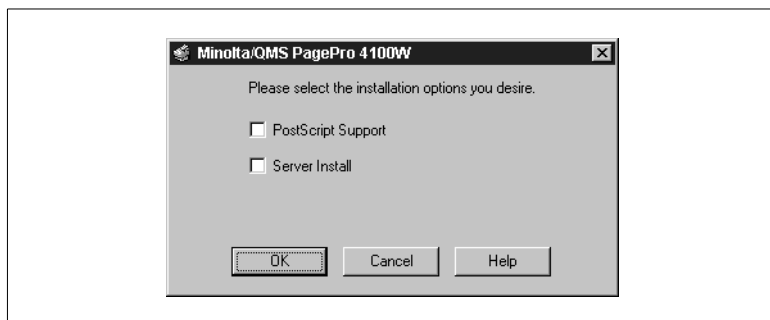 Minolta/QMS PagePro 4100W
Please select the installation options you desire.
PostScript Support
Server Install
OK
Cancel
Help